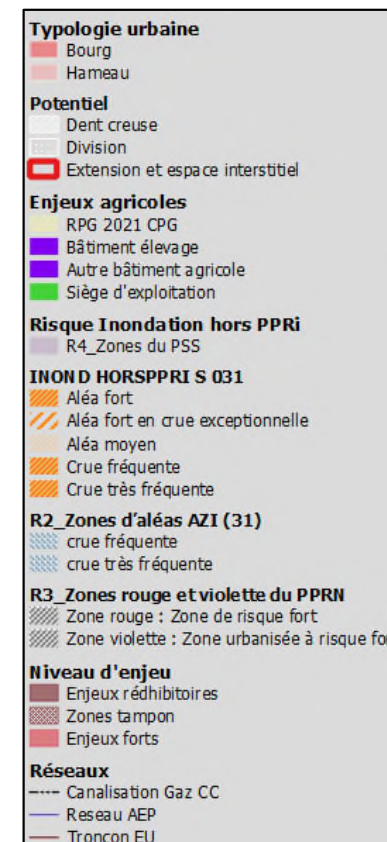 Typologie urbaine
Bourg
Hameau
Potentiel
Dent creuse
Division
Extension et espace interstitiel
Enjeux agricoles
RPG 2021 CPG
Bâtiment élevage
Autre bâtiment agricole
Siège d'exploitation
Risque Inondation hors PPRi
R4_Zones du PSS
INOND HORSPPRI S 031
Aléa fort
Aléa fort en crue exceptionnelle
Aléa moyen
Crue fréquente
Crue très fréquente
R2_Zones d'aléas AZI (31)
crue fréquente
crue très fréquente
R3_Zones rouge et violette du PPRN
Zone rouge : Zone de risque fort
Zone violette : Zone urbanisée à risque for
Niveau d'enjeu
Enjeux rédhibitoires
Zones tampon
Enjeux forts
Réseaux
Canalisation Gaz CC
Reseau AEP
Troncon EU